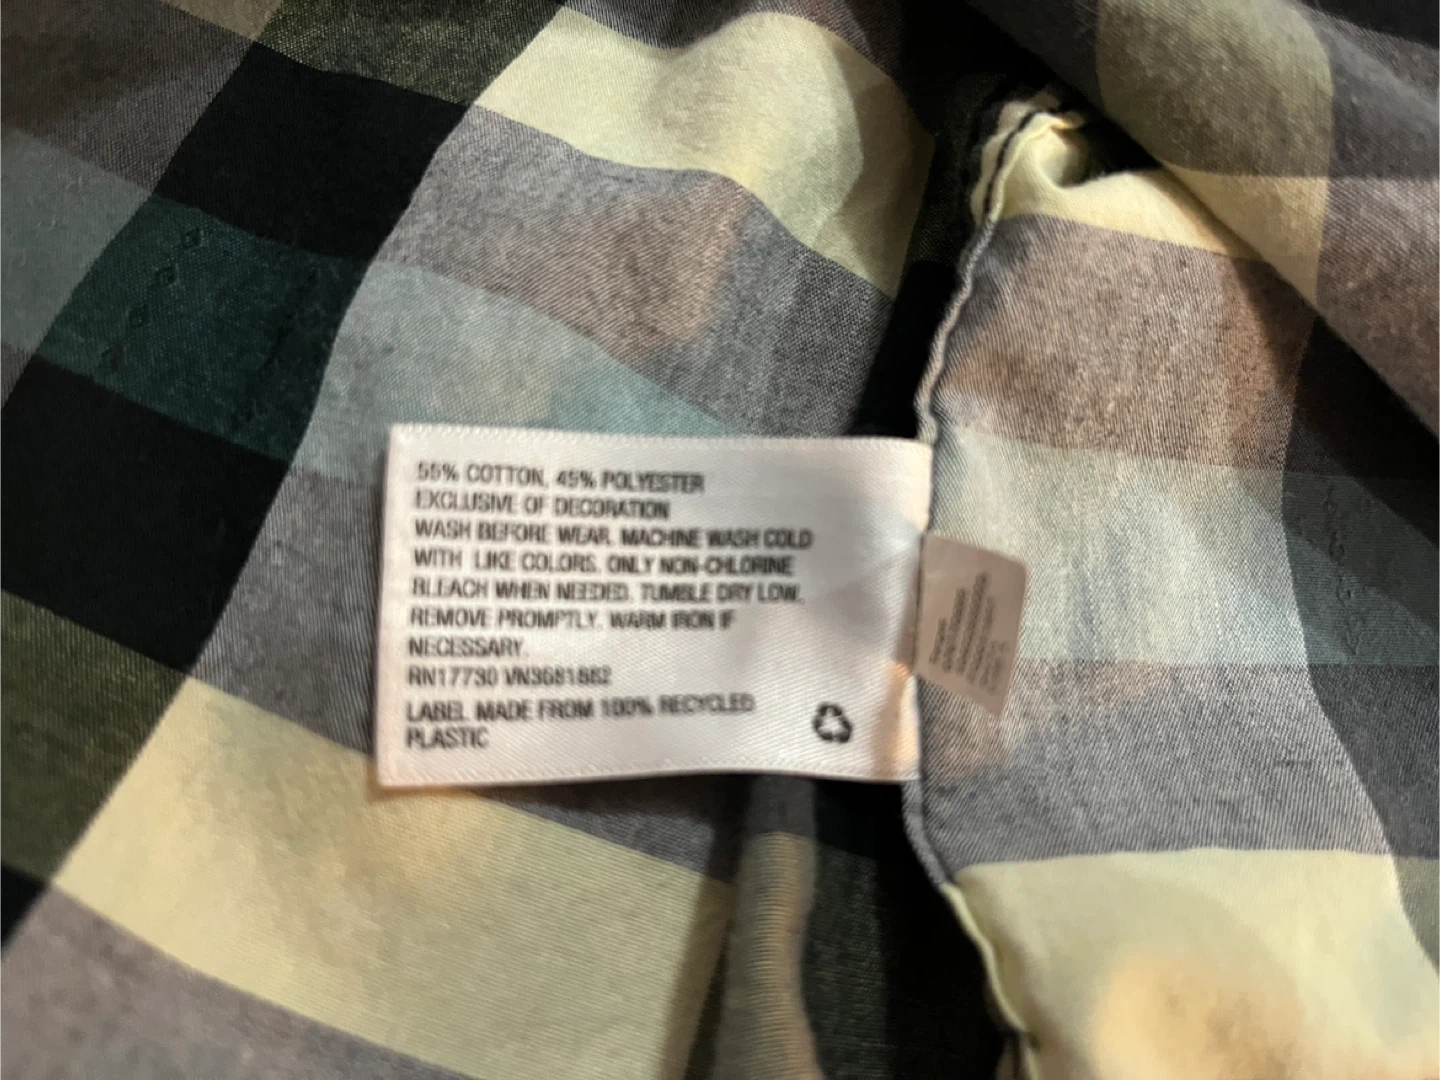 55% COTTON, 45% POLYESTER
EXCLUSIVE OF DECORATION
WASH BEFORE WEAR. MACHINE WASH COLD
WITH LIKE COLORS. ONLY NON-CHLORINE
BLEACH WHEN NEEDED. TUMBLE DRY LOW.
REMOVE PROMPTLY. WARM IRON IF
NECESSARY.
RN17730 VN3681882
LABEL MADE FROM 100% RECYCLED
PLASTIC